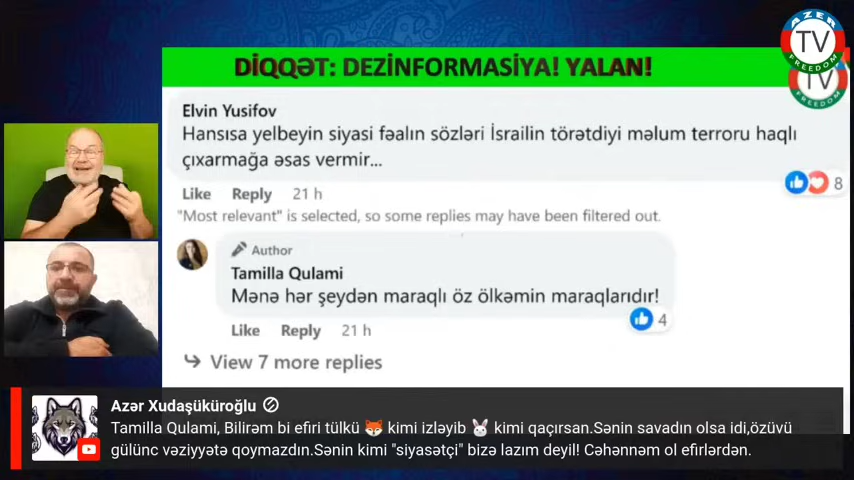 AZER
TV
FREEDOM
TV
FREEDOM
DİQQƏT: DEZİNFORMASİYA! YALAN!
Elvin Yusifov
Hansısa yelbeyin siyasi fəalın sözləri İsrailin törətdiyi məlum terroru haqlı
çıxarmağa əsas vermir...
Like Reply 21 h
8
"Most relevant" is selected, so some replies may have been filtered out.
Author
Tamilla Qulami
Mənə hər şeydən maraqlı öz ölkəmin maraqlarıdır!
4
Like Reply 21 h
View 7 more replies
Azər Xudaşüküroğlu
Tamilla Qulami, Bilirəm bi efiri tülkü 🦊 kimi izləyib 🐰 kimi qaçırsan.Sənin savadın olsa idi,özüvü
gülünc vəziyyətə qoymazdın.Sənin kimi "siyasətçi" bizə lazım deyil! Cəhənnəm ol efirlərdən.